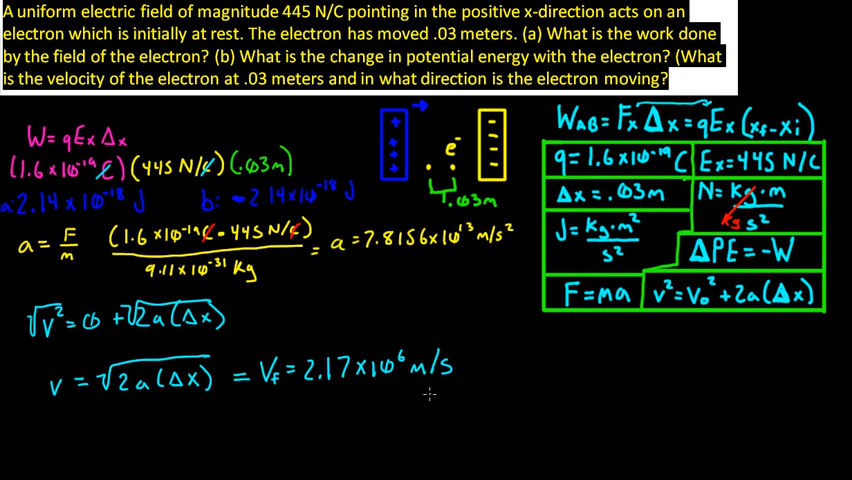 A uniform electric field of magnitude 445 N/C pointing in the positive x-direction acts on an
electron which is initially at rest. The electron has moved .03 meters. (a) What is the work done
by the field of the electron? (b) What is the change in potential energy with the electron? (What
is the velocity of the electron at .03 meters and in what direction is the electron moving?
W = qEx Δx
(1.6 x 10⁻¹⁹ C)(445 N/C)(.03m)
a: 2.14 x 10⁻¹⁸ J b: -2.14 x 10⁻¹⁸ J
+ + + +
e⁻
- - - -
.03m
a = F/m (1.6 x 10⁻¹⁹C · 445 N/C) / 9.11 x 10⁻³¹ Kg = a = 7.8156 x 10¹³ m/s²
√v² = 0 + √2a(Δx)
v = √2a(Δx) = Vf = 2.17 x 10⁶ m/s
WAB = Fx Δx = qEx(xf - xi)
q = 1.6 x 10⁻¹⁹ C Ex = 445 N/C
Δx = .03m N = Kg·m/s² Kg
J = Kg·m²/s² ΔPE = -W
F = ma v² = V₀² + 2a(Δx)